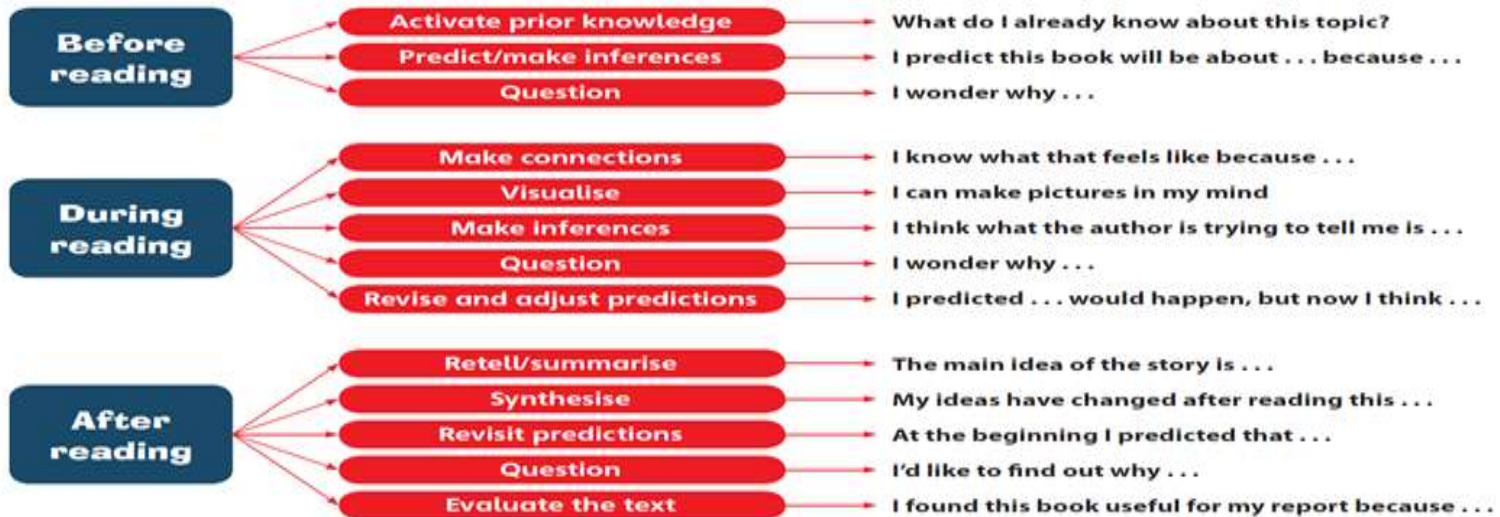 Before
reading
Activate prior knowledge
What do I already know about this topic?
Predict/make inferences
I predict this book will be about . . . because . . .
Question
I wonder why . . .
During
reading
Make connections
I know what that feels like because . . .
Visualise
I can make pictures in my mind
Make inferences
I think what the author is trying to tell me is . . .
Question
I wonder why . . .
Revise and adjust predictions
I predicted . . . would happen, but now I think . . .
After
reading
Retell/summarise
The main idea of the story is . . .
Synthesise
My ideas have changed after reading this . . .
Revisit predictions
At the beginning I predicted that . . .
Question
I'd like to find out why . . .
Evaluate the text
I found this book useful for my report because . . .